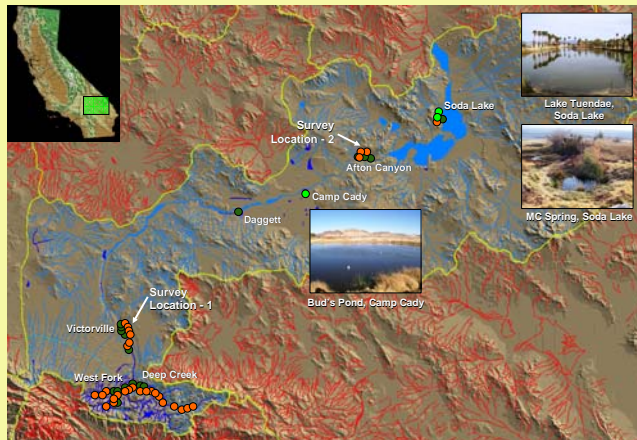 Lake Tuendae,
Soda Lake
Soda Lake
Survey
Location - 2
Afton Canyon
MC Spring, Soda Lake
Camp Cady
Daggett
Bud's Pond, Camp Cady
Survey
Location - 1
Victorville
West Fork
Deep Creek